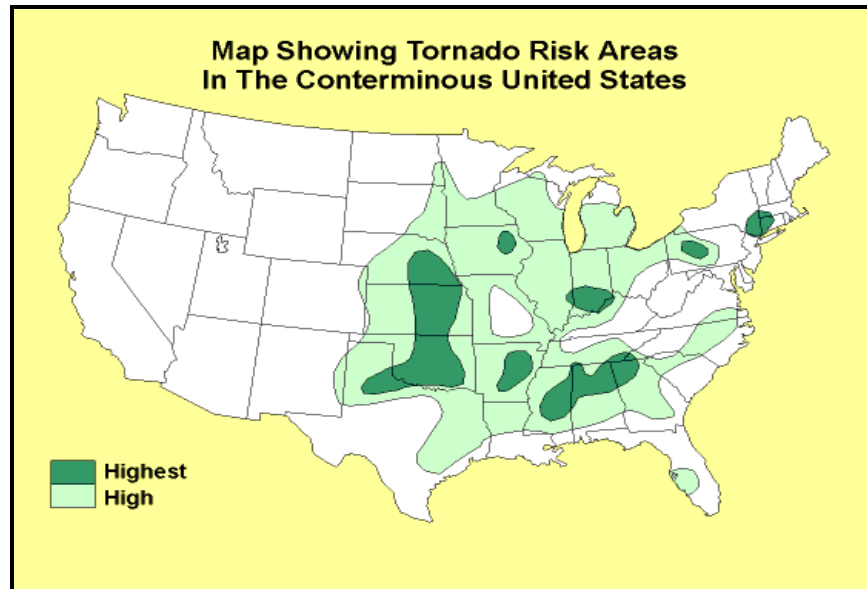 Map Showing Tornado Risk Areas
In The Conterminous United States
Highest
High